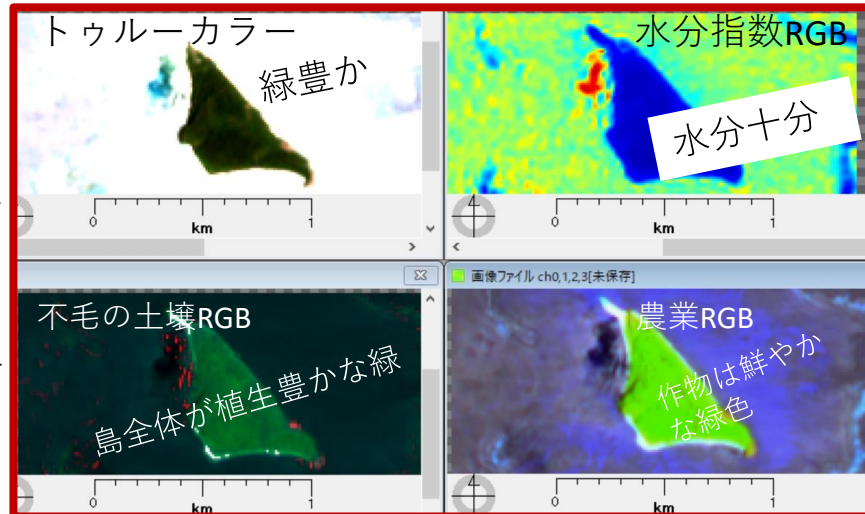 トゥルーカラー
緑豊か
0 1
km
水分指数RGB
水分十分
4
0 1
km
不毛の土壌RGB
島全体が植生豊かな緑
0 1
km
画像ファイル ch0,1,2,3[未保存]
農業RGB
作物は鮮やか
な緑色
4
0 1
km